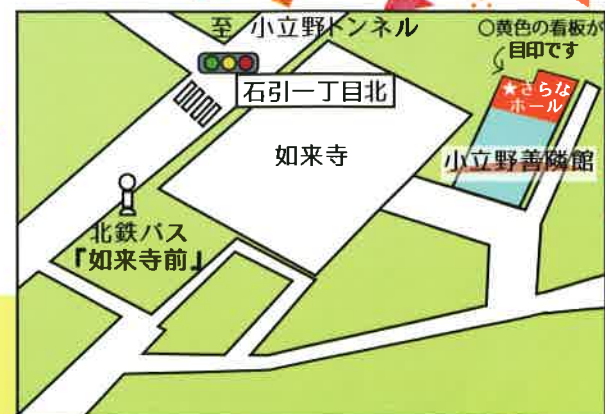 至 小立野トンネル
○黄色の看板が
目印です
石引一丁目北
★さらな
ホール
如来寺
小立野善隣館
北鉄バス
『如来寺前』